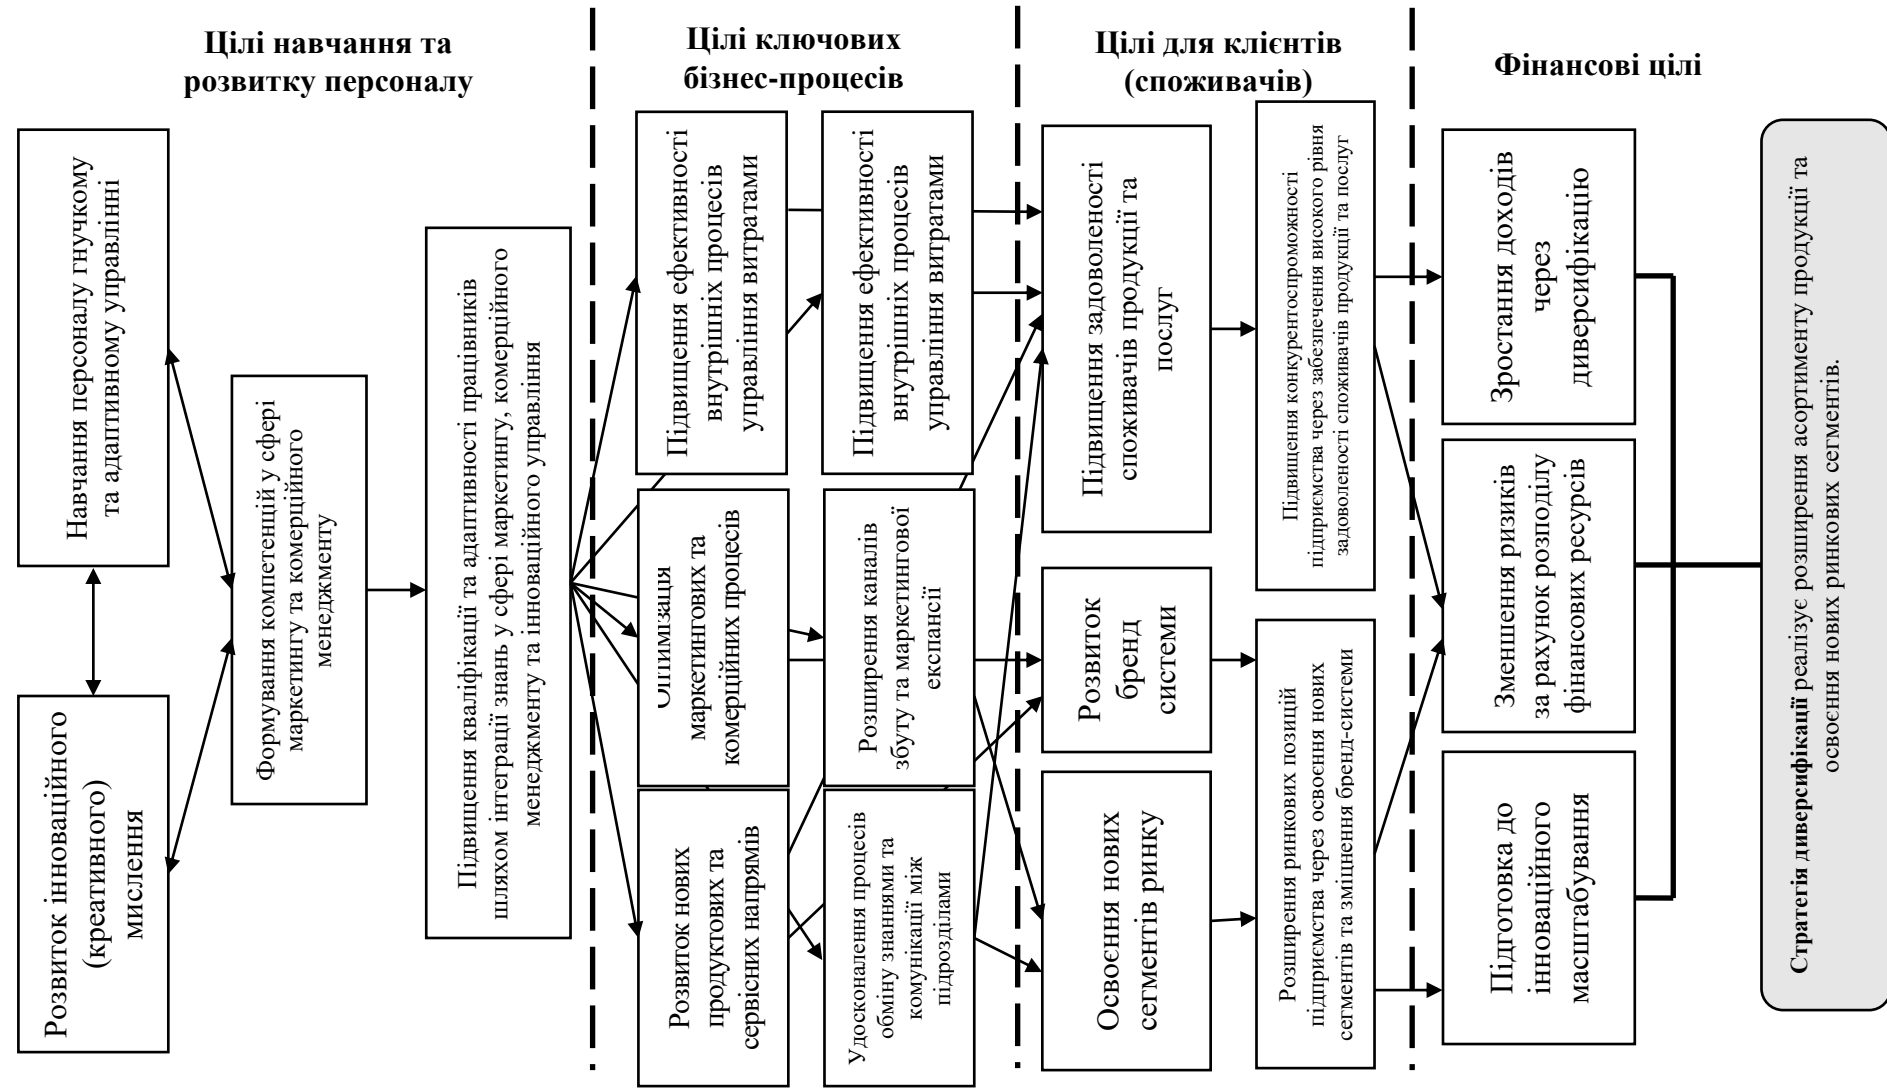 Цілі навчання та
розвитку персоналу
Цілі ключових
бізнес-процесів
Цілі для клієнтів
(споживачів)
Фінансові цілі
Навчання персоналу гнучкому
та адаптивному управлінні
Розвиток інноваційного
(креативного)
мислення
Формування компетенцій у сфері
маркетингу та комерційного
менеджменту
Підвищення кваліфікації та адаптивності працівників
шляхом інтеграції знань у сфері маркетингу, комерційного
менеджменту та інноваційного управління
Підвищення ефективності
внутрішніх процесів
управління витратами
Оптимізація
маркетингових та
комерційних процесів
Розвиток нових
продуктових та
сервісних напрямів
Підвищення ефективності
внутрішніх процесів
управління витратами
Розширення каналів
збуту та маркетингової
експансії
Удосконалення процесів
обміну знаннями та
комунікації між
підрозділами
Підвищення задоволеності
споживачів продукції та
послуг
Розвиток
бренд
системи
Освоєння нових
сегментів ринку
Підвищення конкурентоспроможності
підприємства через забезпечення високого рівня
задоволеності споживачів продукції та послуг
Розширення ринкових позицій
підприємства через освоєння нових
сегментів та зміцнення бренд-системи
Зростання доходів
через
диверсифікацію
Зменшення ризиків
за рахунок розподілу
фінансових ресурсів
Підготовка до
інноваційного
масштабування
Стратегія диверсифікації реалізує розширення асортименту продукції та
освоєння нових ринкових сегментів.